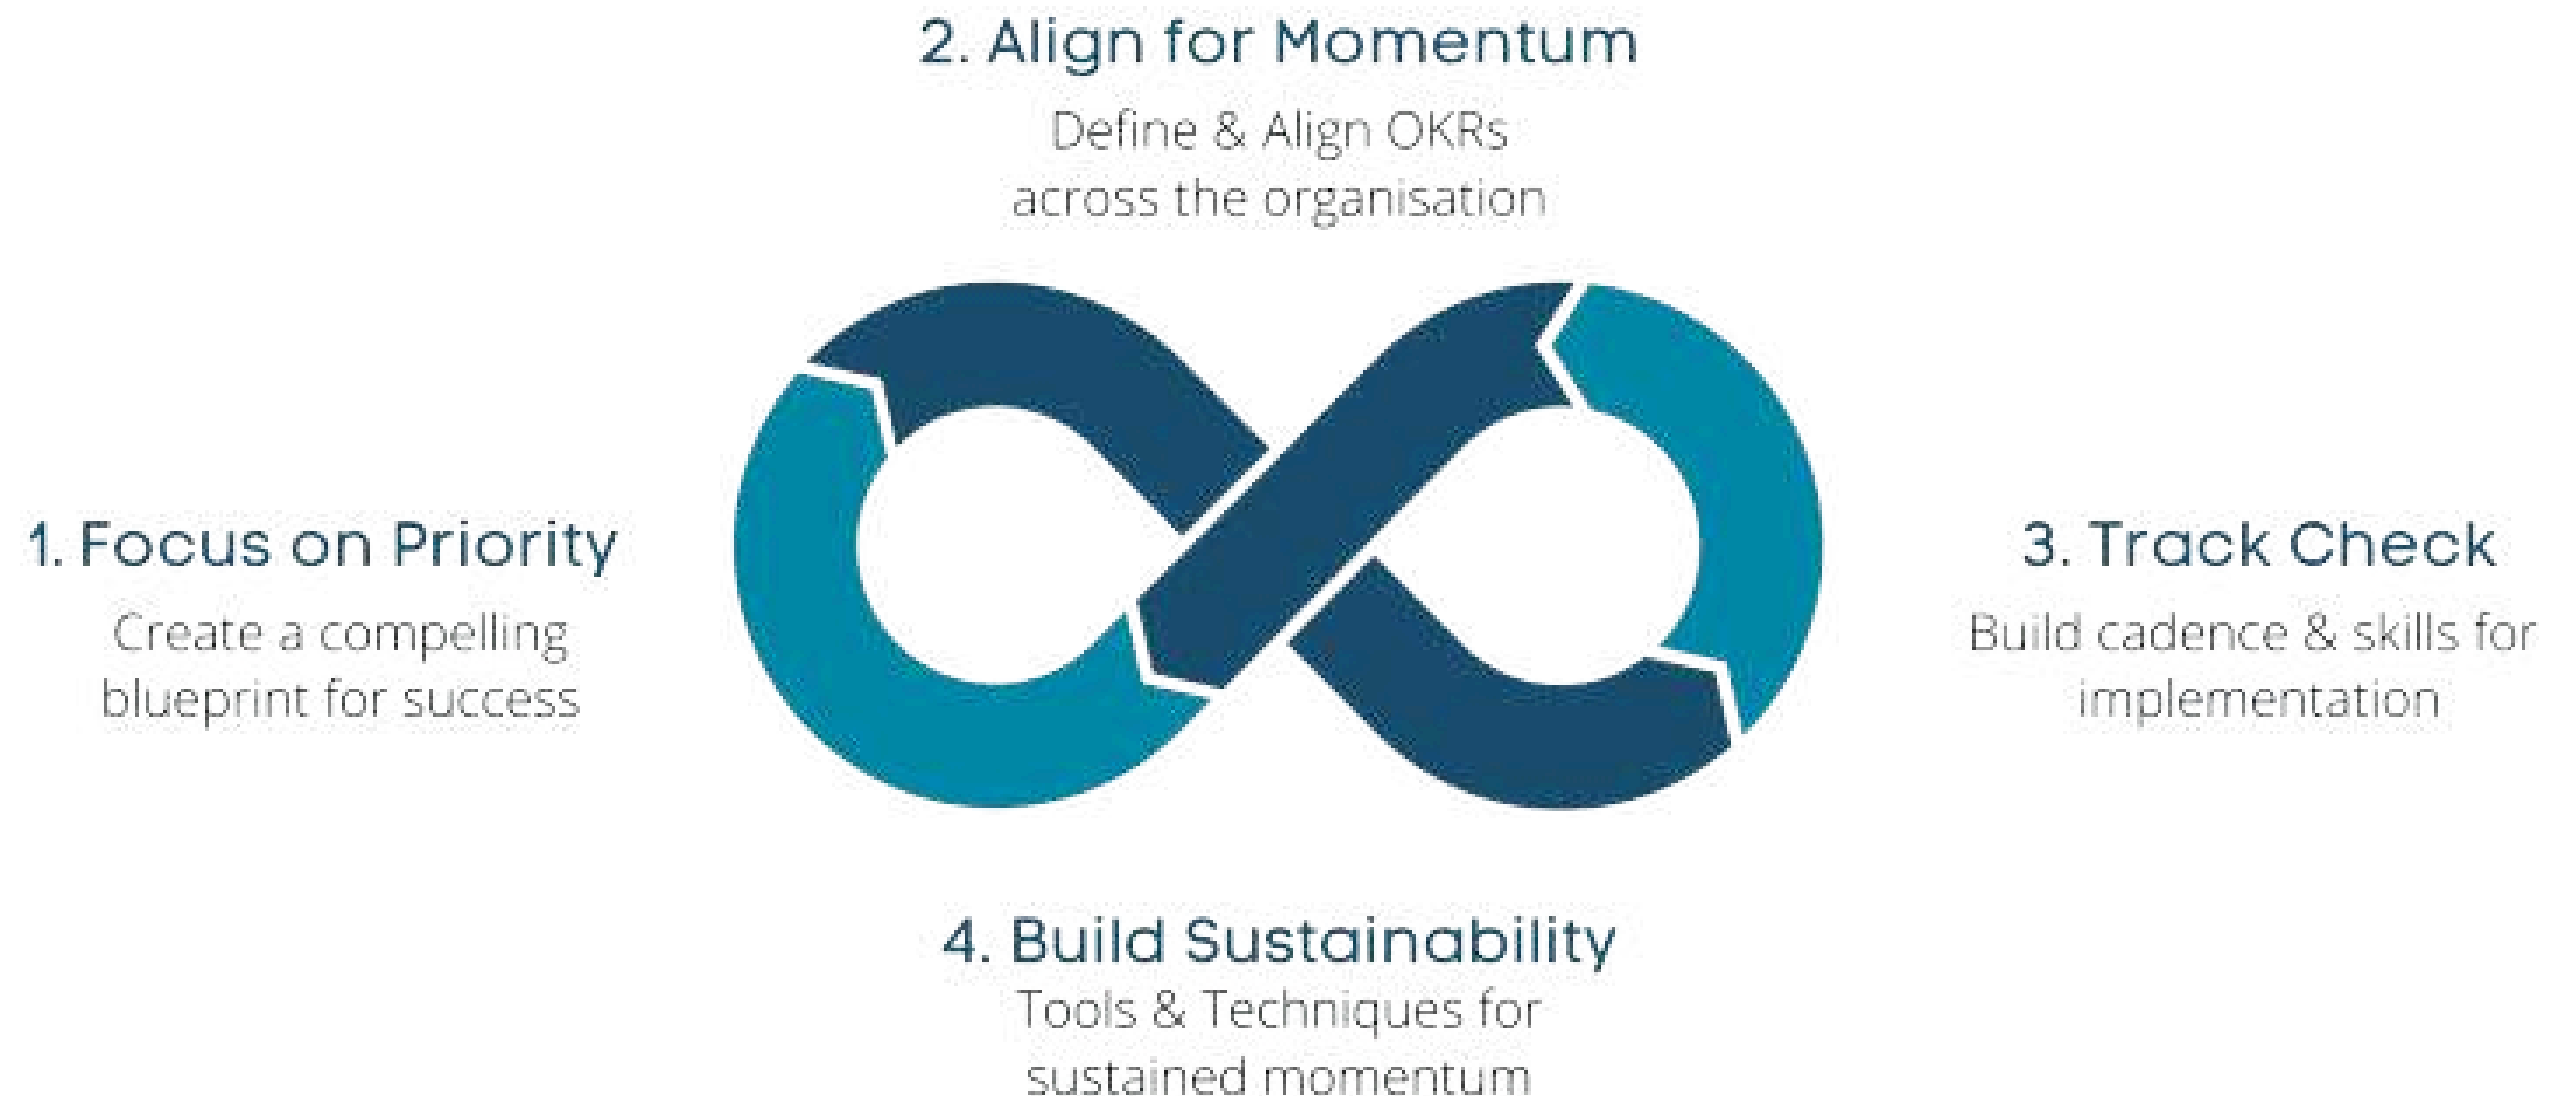 2. Align for Momentum
Define & Align OKRs
across the organisation
1. Focus on Priority
Create a compelling
blueprint for success
3. Track Check
Build cadence & skills for
implementation
4. Build Sustainability
Tools & Techniques for
sustained momentum